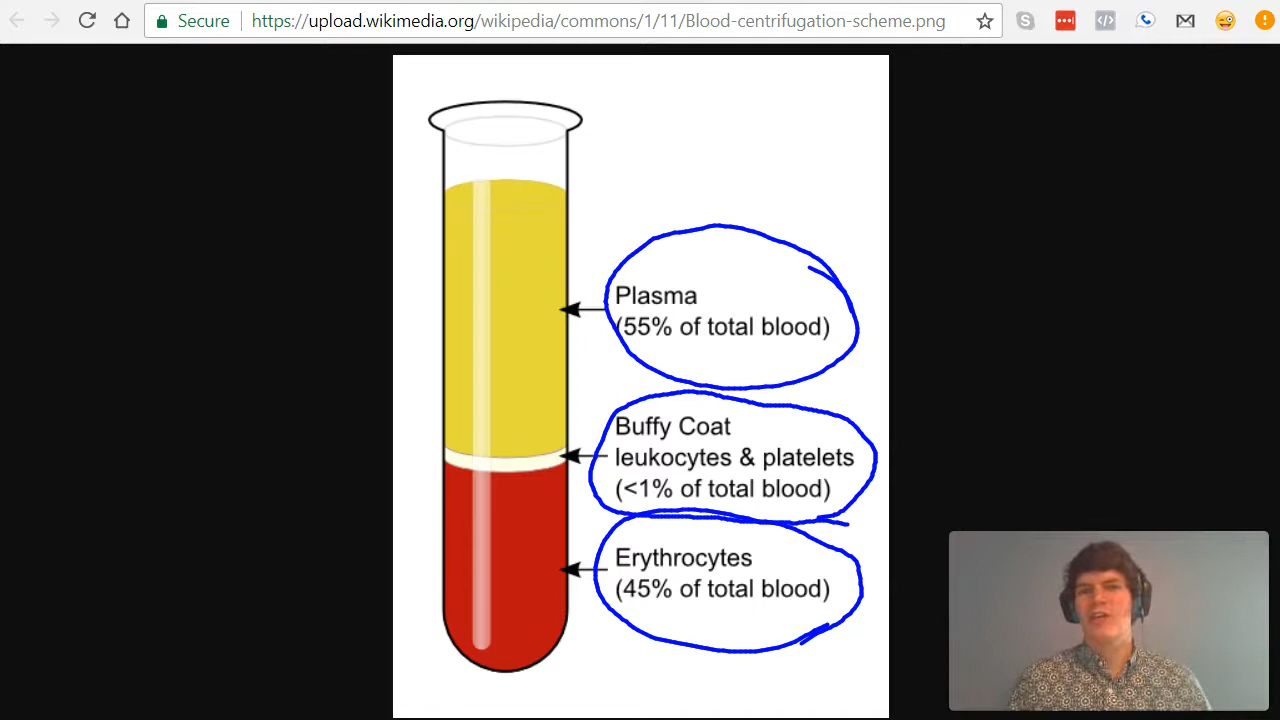 Secure
https://upload.wikimedia.org/wikipedia/commons/1/11/Blood-centrifugation-scheme.png
Plasma
(55% of total blood)
Buffy Coat
leukocytes & platelets
(<1% of total blood)
Erythrocytes
(45% of total blood)